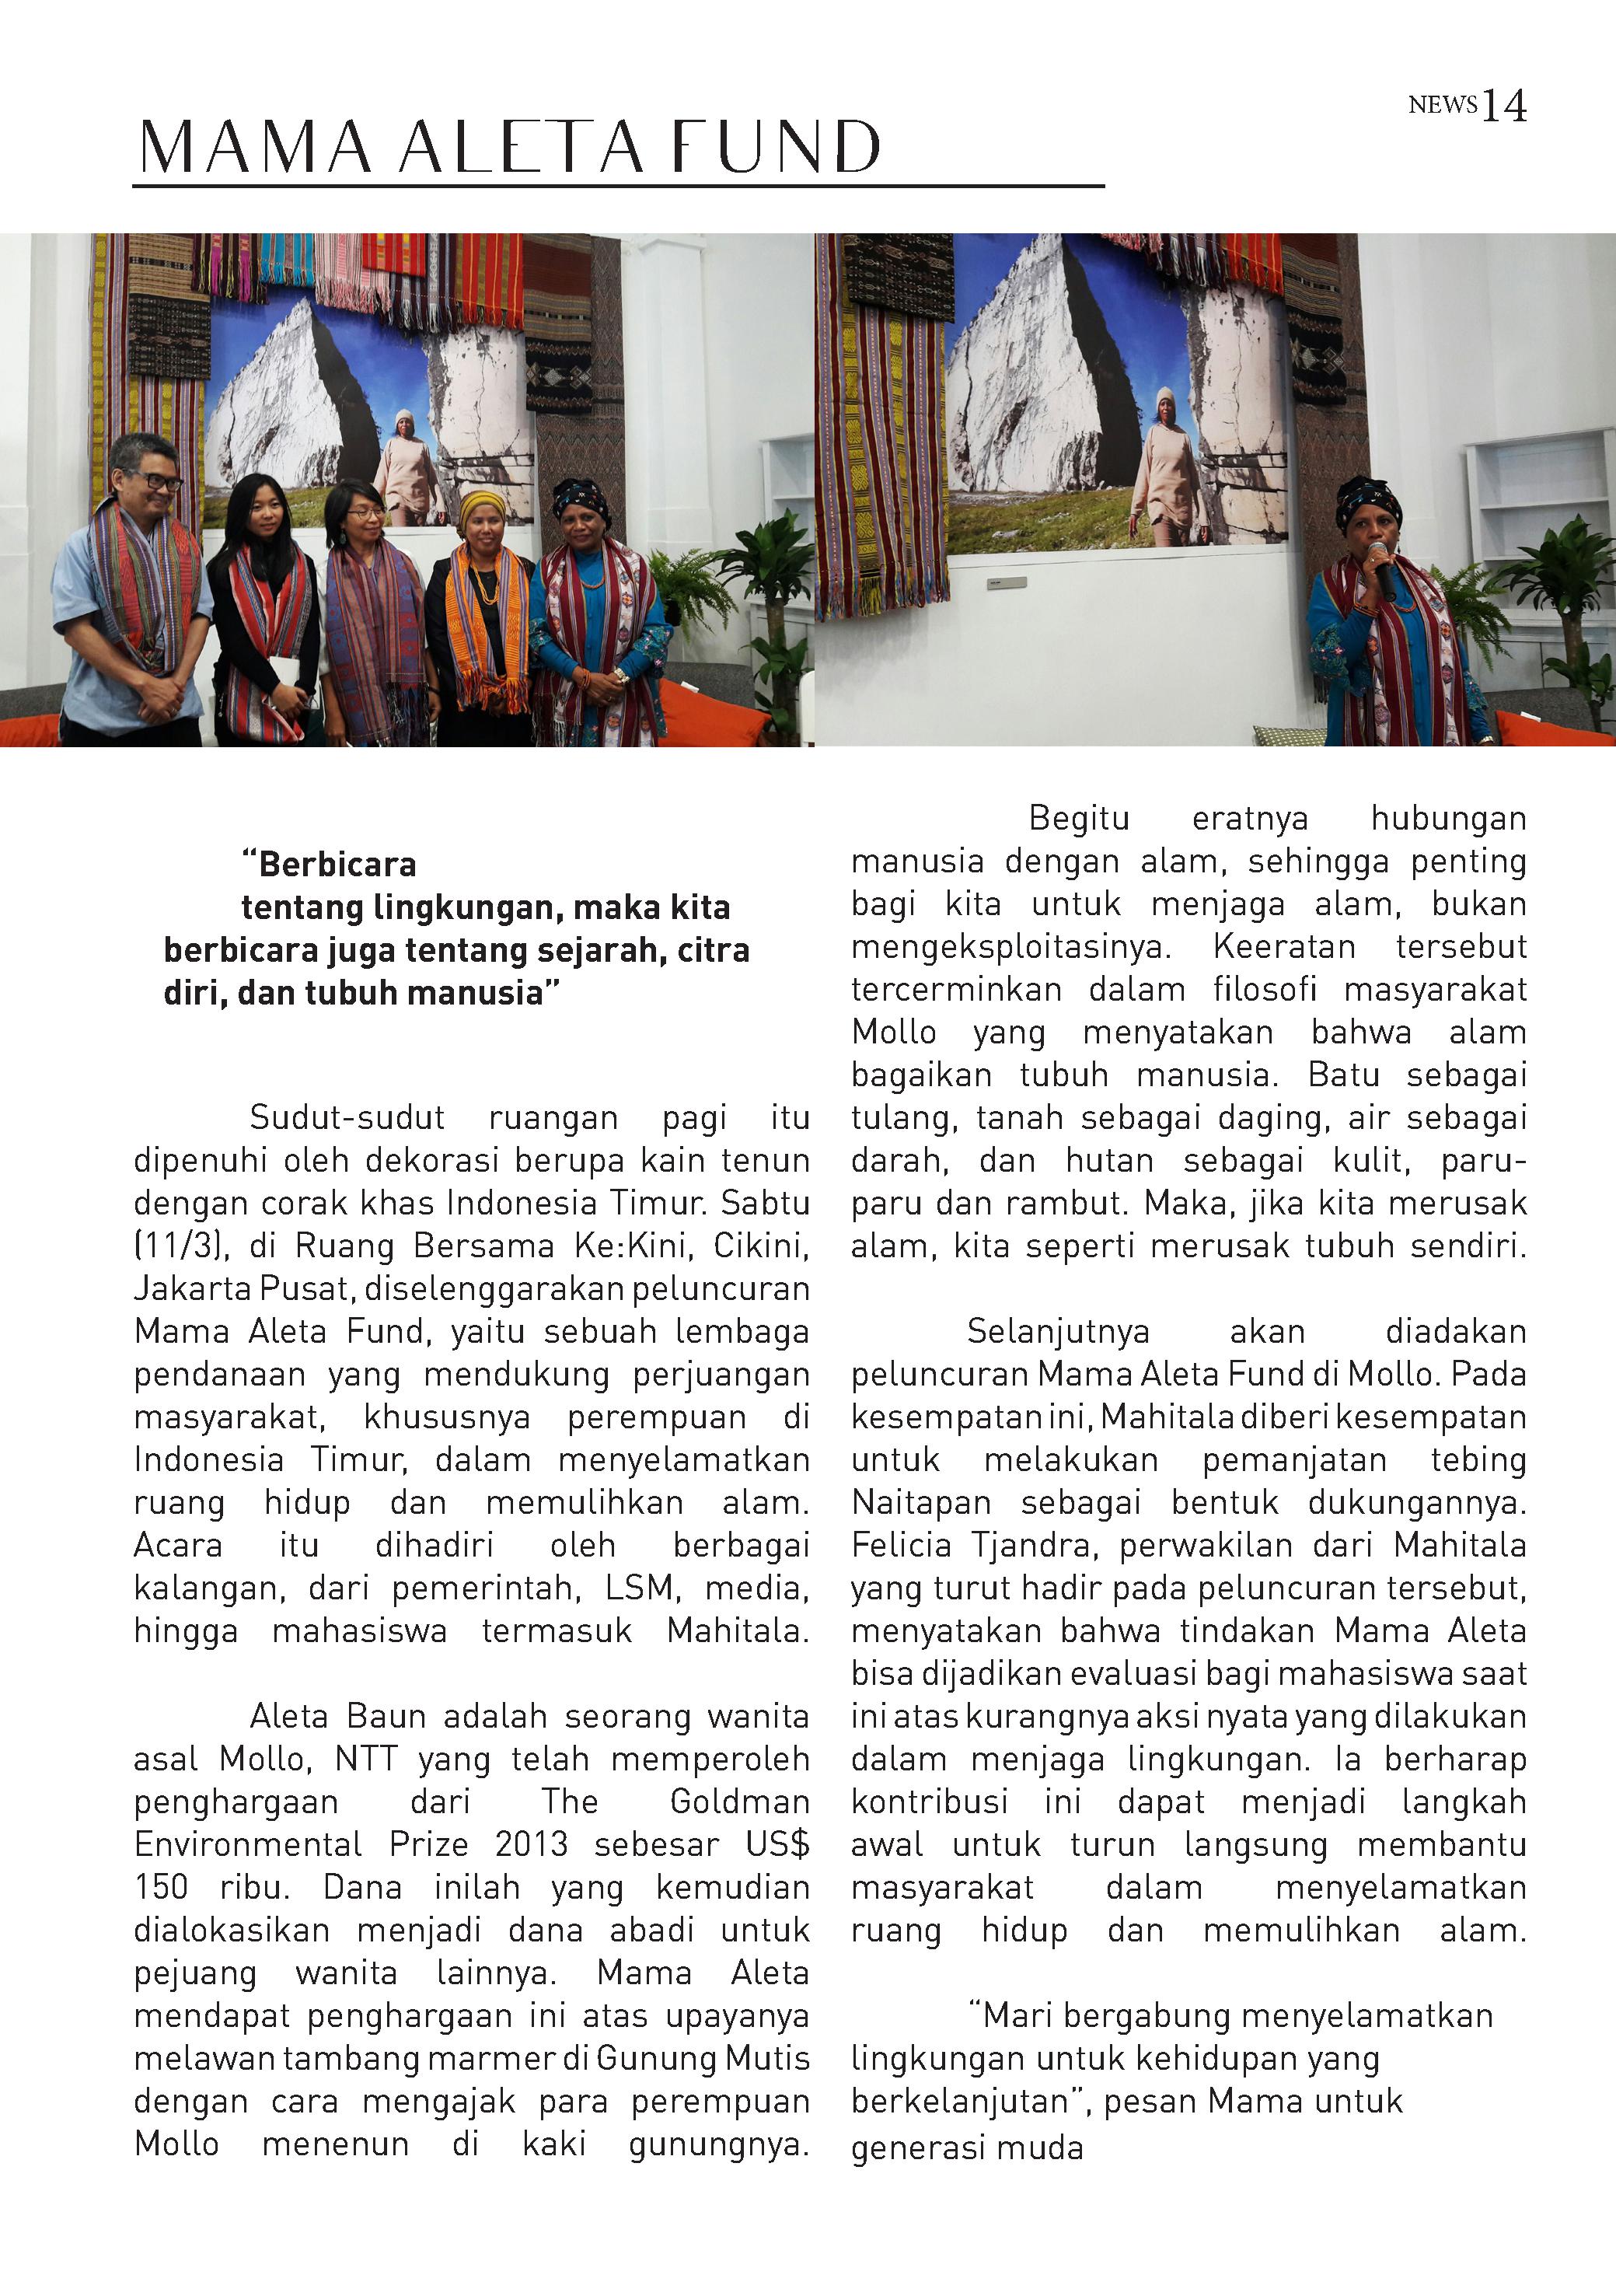 NEWS14
MAMA ALETA FUND
“Berbicara
tentang lingkungan, maka kita
berbicara juga tentang sejarah, citra
diri, dan tubuh manusia”
Sudut-sudut ruangan pagi itu
dipenuhi oleh dekorasi berupa kain tenun
dengan corak khas Indonesia Timur. Sabtu
(11/3), di Ruang Bersama Ke:Kini, Cikini,
Jakarta Pusat, diselenggarakan peluncuran
Mama Aleta Fund, yaitu sebuah lembaga
pendanaan yang mendukung perjuangan
masyarakat, khususnya perempuan di
Indonesia Timur, dalam menyelamatkan
ruang hidup dan memulihkan alam.
Acara itu dihadiri oleh berbagai
kalangan, dari pemerintah, LSM, media,
hingga mahasiswa termasuk Mahitala.
Aleta Baun adalah seorang wanita
asal Mollo, NTT yang telah memperoleh
penghargaan dari The Goldman
Environmental Prize 2013 sebesar US$
150 ribu. Dana inilah yang kemudian
dialokasikan menjadi dana abadi untuk
pejuang wanita lainnya. Mama Aleta
mendapat penghargaan ini atas upayanya
melawan tambang marmer di Gunung Mutis
dengan cara mengajak para perempuan
Mollo menenun di kaki gunungnya.
Begitu eratnya hubungan
manusia dengan alam, sehingga penting
bagi kita untuk menjaga alam, bukan
mengeksploitasinya. Keeratan tersebut
tercerminkan dalam filosofi masyarakat
Mollo yang menyatakan bahwa alam
bagaikan tubuh manusia. Batu sebagai
tulang, tanah sebagai daging, air sebagai
darah, dan hutan sebagai kulit, paru-
paru dan rambut. Maka, jika kita merusak
alam, kita seperti merusak tubuh sendiri.
Selanjutnya akan diadakan
peluncuran Mama Aleta Fund di Mollo. Pada
kesempatan ini, Mahitala diberi kesempatan
untuk melakukan pemanjatan tebing
Naitapan sebagai bentuk dukungannya.
Felicia Tjandra, perwakilan dari Mahitala
yang turut hadir pada peluncuran tersebut,
menyatakan bahwa tindakan Mama Aleta
bisa dijadikan evaluasi bagi mahasiswa saat
ini atas kurangnya aksi nyata yang dilakukan
dalam menjaga lingkungan. Ia berharap
kontribusi ini dapat menjadi langkah
awal untuk turun langsung membantu
masyarakat dalam menyelamatkan
ruang hidup dan memulihkan alam.
“Mari bergabung menyelamatkan
lingkungan untuk kehidupan yang
berkelanjutan”, pesan Mama untuk
generasi muda